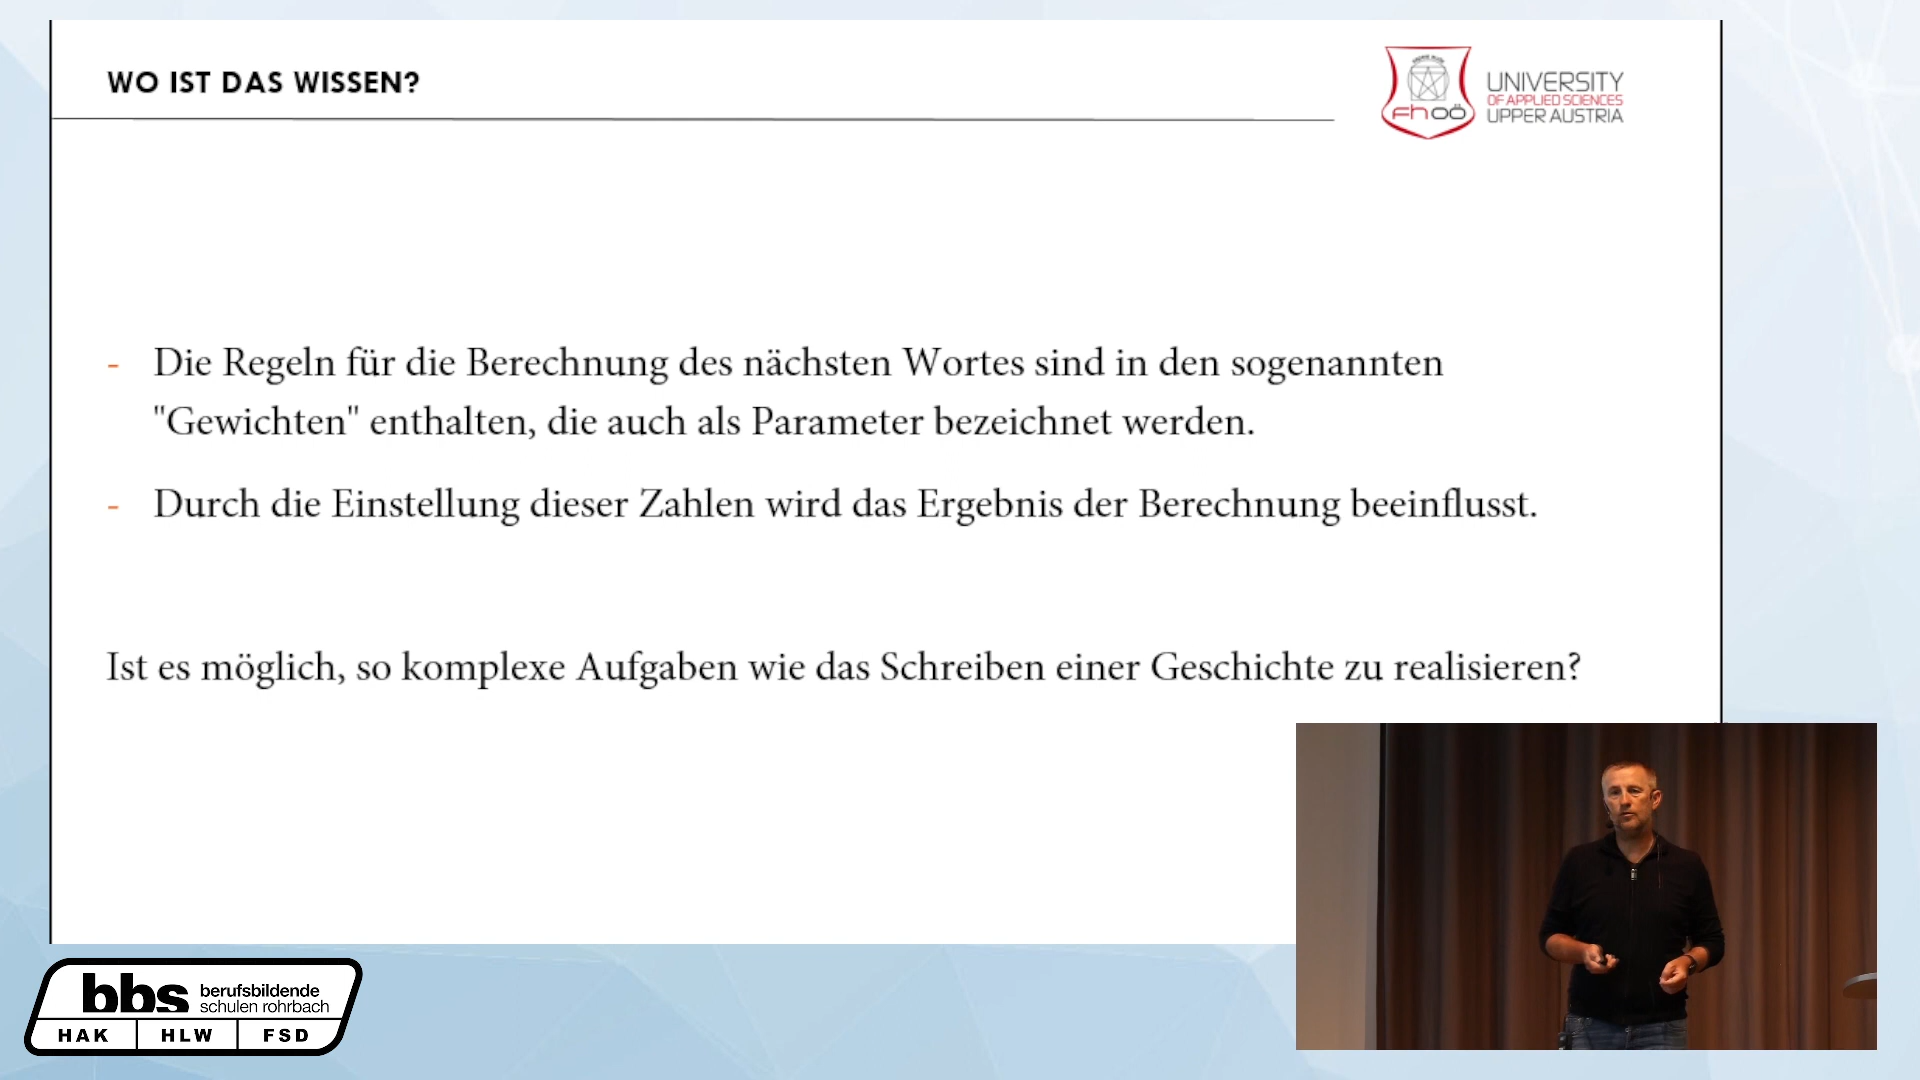 WO IST DAS WISSEN?
fh oö
UNIVERSITY
OF APPLIED SCIENCES
UPPER AUSTRIA
- Die Regeln für die Berechnung des nächsten Wortes sind in den sogenannten
"Gewichten" enthalten, die auch als Parameter bezeichnet werden.
- Durch die Einstellung dieser Zahlen wird das Ergebnis der Berechnung beeinflusst.
Ist es möglich, so komplexe Aufgaben wie das Schreiben einer Geschichte zu realisieren?
bbs berufsbildende
schulen rohrbach
HAK HLW FSD